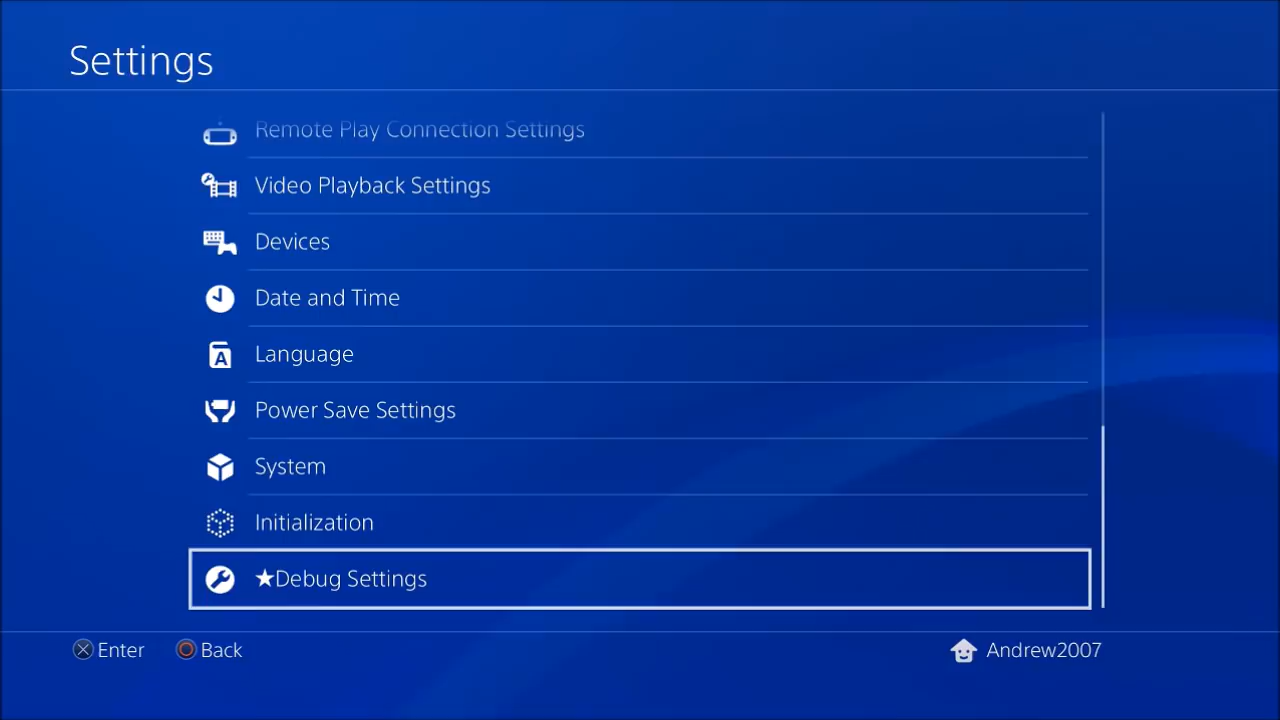 Settings
Remote Play Connection Settings
Video Playback Settings
Devices
Date and Time
Language
Power Save Settings
System
Initialization
★Debug Settings
Enter Back Andrew2007